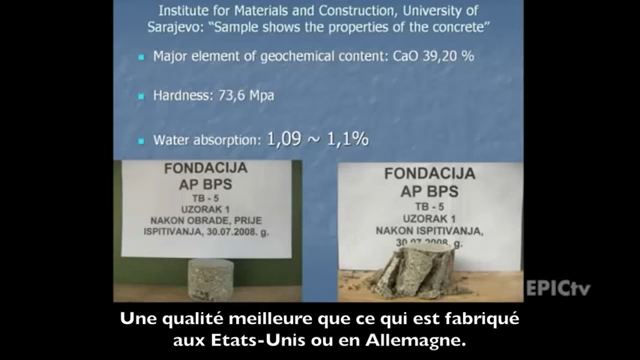 Institute for Materials and Construction, University of
Sarajevo: “Sample shows the properties of the concrete”
Major element of geochemical content: CaO 39,20 %
Hardness: 73,6 Mpa
Water absorption: 1,09 ~ 1,1%
FONDACIJA
AP BPS
TB - 5
UZORAK 1
NAKON OBRADE, PRIJE
ISPITIVANJA, 30.07.2008. g.
FONDACIJA
AP BPS
TB - 5
UZORAK 1
NAKON ISPITIVANJA,
30.07.2008. g.
EPICtv
Une qualité meilleure que ce qui est fabriqué
aux Etats-Unis ou en Allemagne.